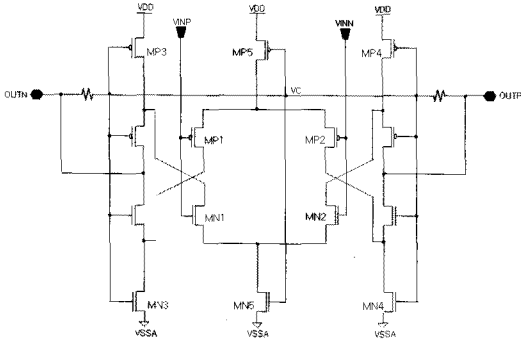 VDD
VDD
VDD
VINP
VINN
MP3
MP5
MP4
OUTN
VC
OUTP
MP1
MP2
MN1
MN2
MN3
MN5
MN4
VSSA
VSSA
VSSA